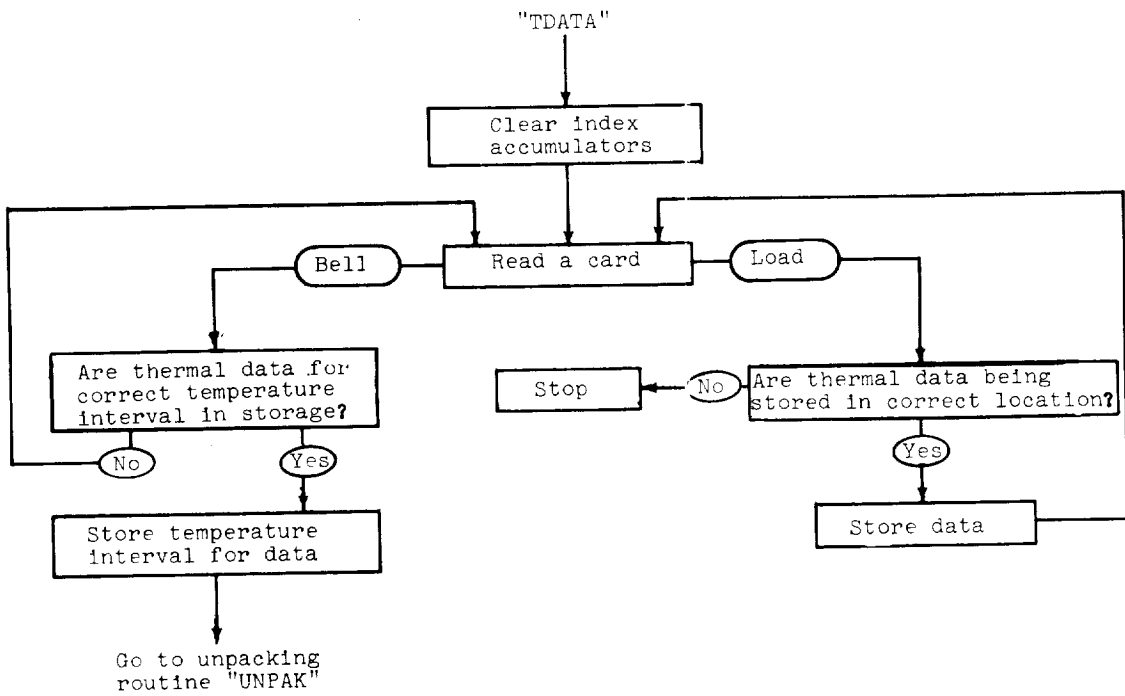 "TDATA"
Clear index
accumulators
Bell
Read a card
Load
Are thermal data for
correct temperature
interval in storage?
No
Yes
Store temperature
interval for data
Go to unpacking
routine "UNPAK"
Stop
No
Are thermal data being
stored in correct location?
Yes
Store data